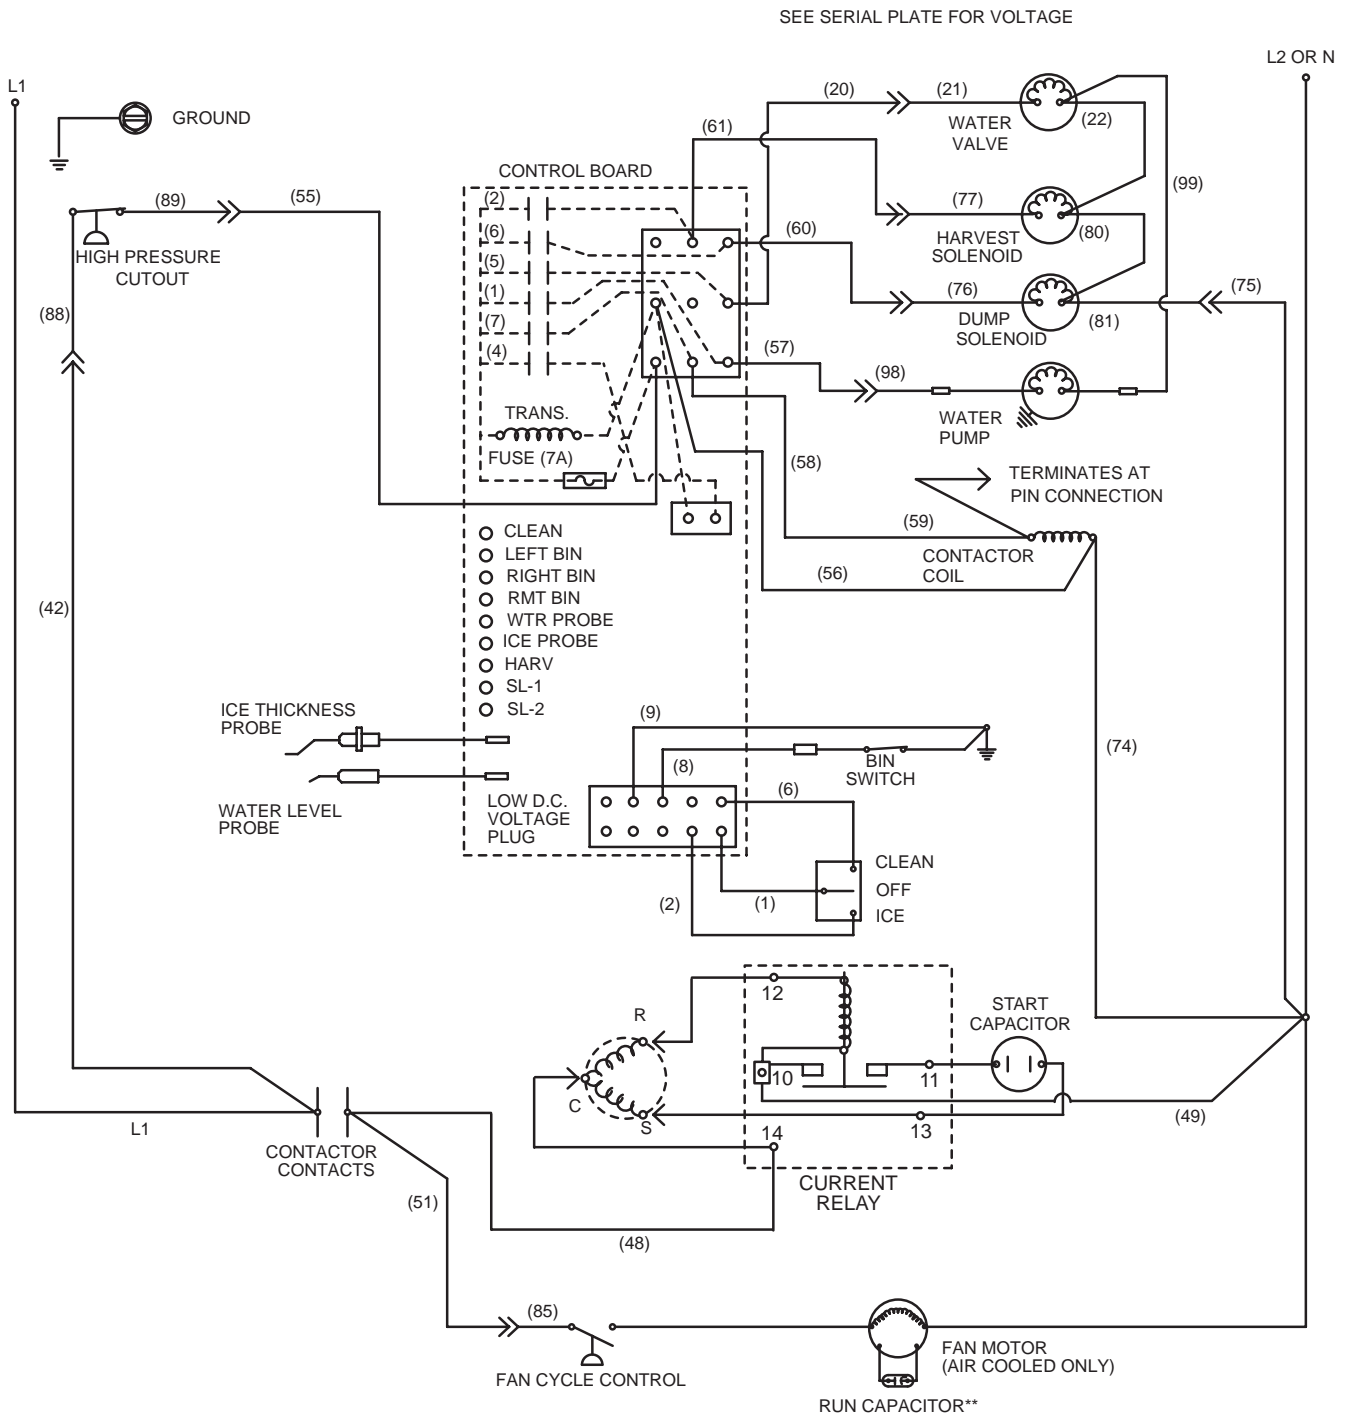 SEE SERIAL PLATE FOR VOLTAGE
L1
L2 OR N
GROUND
(20)
(21)
WATER
VALVE
(22)
(61)
CONTROL BOARD
(99)
(89)
(55)
(2)
(77)
HIGH PRESSURE
CUTOUT
(6)
(60)
HARVEST
SOLENOID
(80)
(5)
(1)
(76)
(75)
(88)
(7)
DUMP
SOLENOID
(81)
(4)
(57)
(98)
TRANS.
WATER
PUMP
FUSE (7A)
(58)
TERMINATES AT
PIN CONNECTION
(59)
CONTACTOR
COIL
(56)
CLEAN
LEFT BIN
RIGHT BIN
RMT BIN
WTR PROBE
ICE PROBE
HARV
SL-1
SL-2
(42)
ICE THICKNESS
PROBE
(9)
(74)
(8)
BIN
SWITCH
WATER LEVEL
PROBE
LOW D.C.
VOLTAGE
PLUG
(6)
CLEAN
OFF
ICE
(2)
(1)
12
R
START
CAPACITOR
10
11
C
S
13
(49)
L1
14
CONTACTOR
CONTACTS
CURRENT
RELAY
(51)
(48)
(85)
FAN CYCLE CONTROL
FAN MOTOR
(AIR COOLED ONLY)
RUN CAPACITOR**